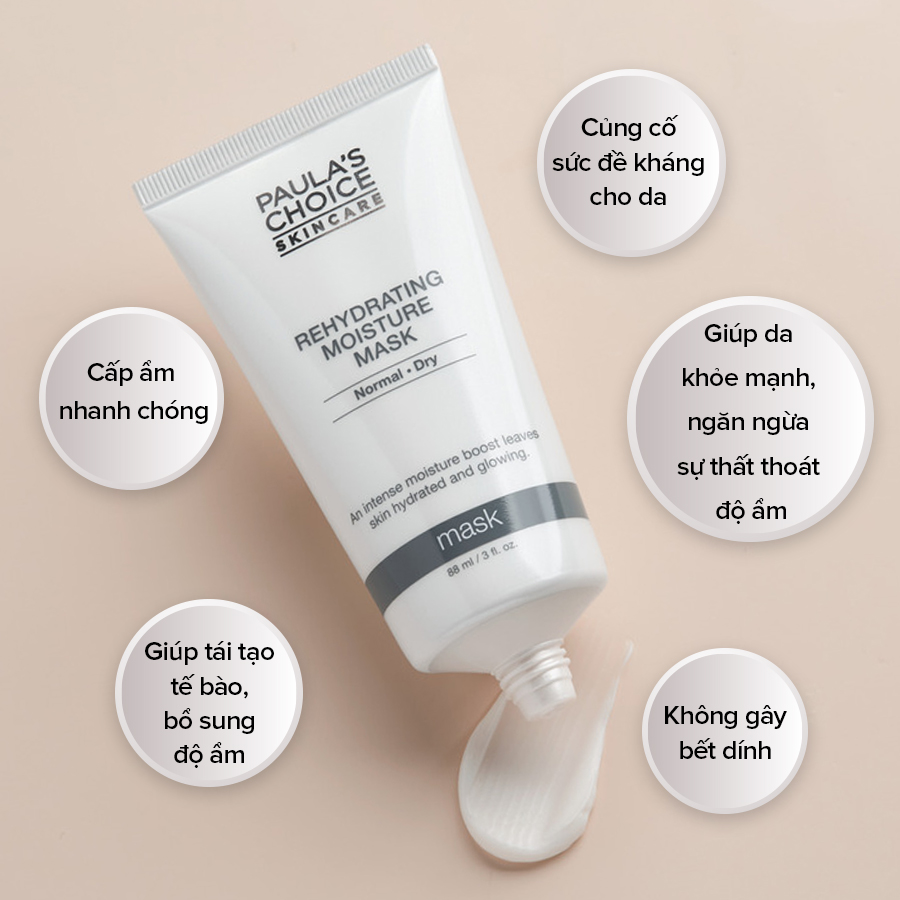 PAULA'S
CHOICE
SKINCARE
REHYDRATING
MOISTURE
MASK
Normal • Dry
An intense moisture boost leaves
skin hydrated and glowing.
mask
88 ml / 3 fl. oz.
Củng cố
sức đề kháng
cho da
Cấp ẩm
nhanh chóng
Giúp da
khỏe mạnh,
ngăn ngừa
sự thất thoát
độ ẩm
Giúp tái tạo
tế bào,
bổ sung
độ ẩm
Không gây
bết dính